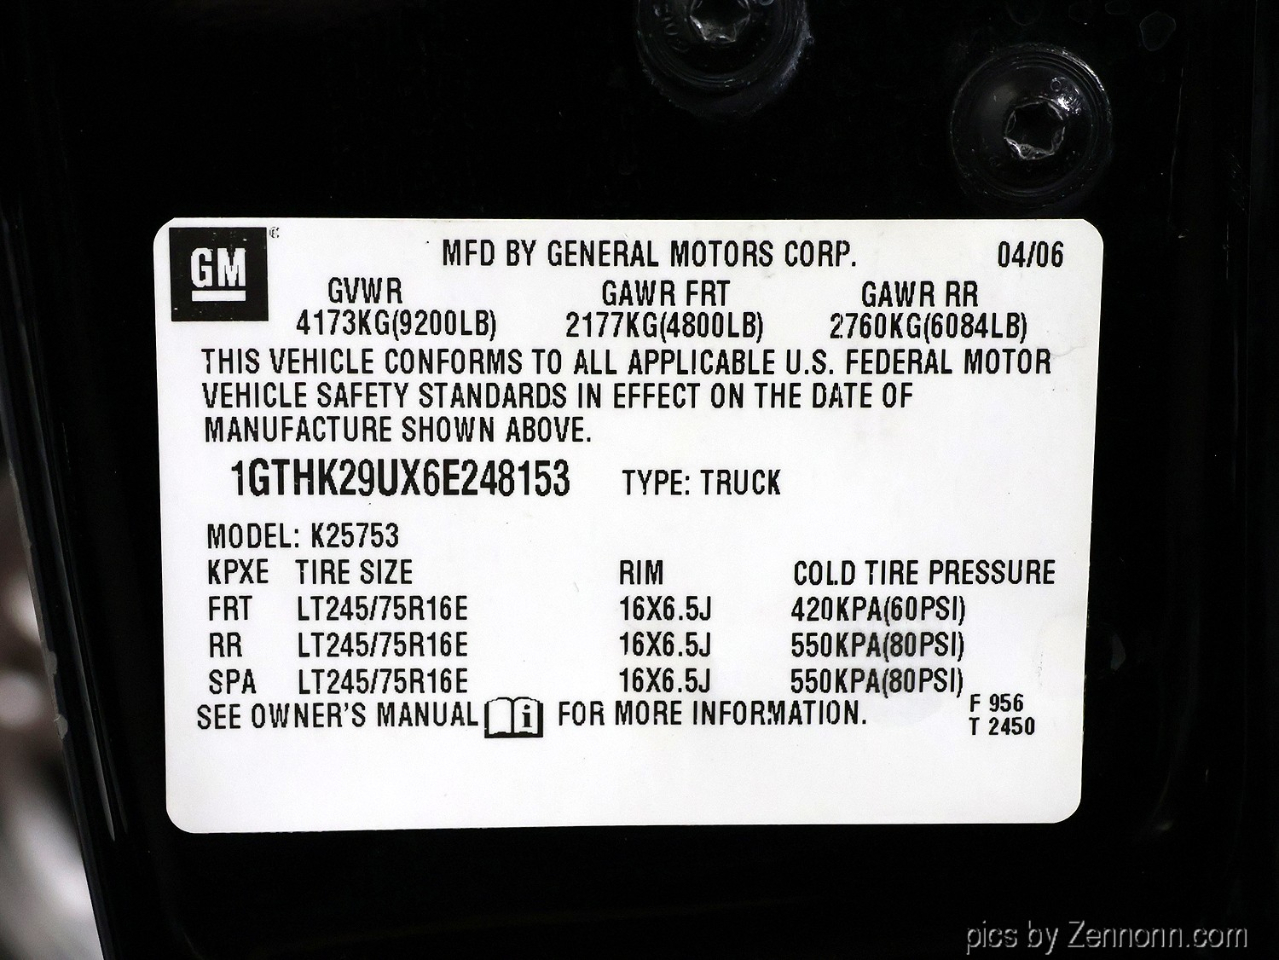 GM ®
MFD BY GENERAL MOTORS CORP. 04/06
GVWR GAWR FRT GAWR RR
4173KG(9200LB) 2177KG(4800LB) 2760KG(6084LB)
THIS VEHICLE CONFORMS TO ALL APPLICABLE U.S. FEDERAL MOTOR
VEHICLE SAFETY STANDARDS IN EFFECT ON THE DATE OF
MANUFACTURE SHOWN ABOVE.
1GTHK29UX6E248153 TYPE: TRUCK
MODEL: K25753
KPXE TIRE SIZE RIM COLD TIRE PRESSURE
FRT LT245/75R16E 16X6.5J 420KPA(60PSI)
RR LT245/75R16E 16X6.5J 550KPA(80PSI)
SPA LT245/75R16E 16X6.5J 550KPA(80PSI)
SEE OWNER'S MANUAL i FOR MORE INFORMATION.
F 956
T 2450
pics by Zennonn.com